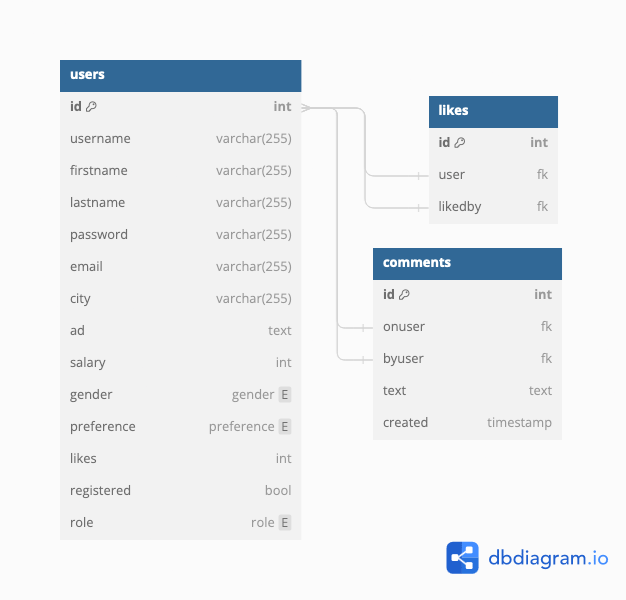 users
id int
username varchar(255)
firstname varchar(255)
lastname varchar(255)
password varchar(255)
email varchar(255)
city varchar(255)
ad text
salary int
gender gender E
preference preference E
likes int
registered bool
role role E
likes
id int
user fk
likedby fk
comments
id int
onuser fk
byuser fk
text text
created timestamp
dbdiagram.io